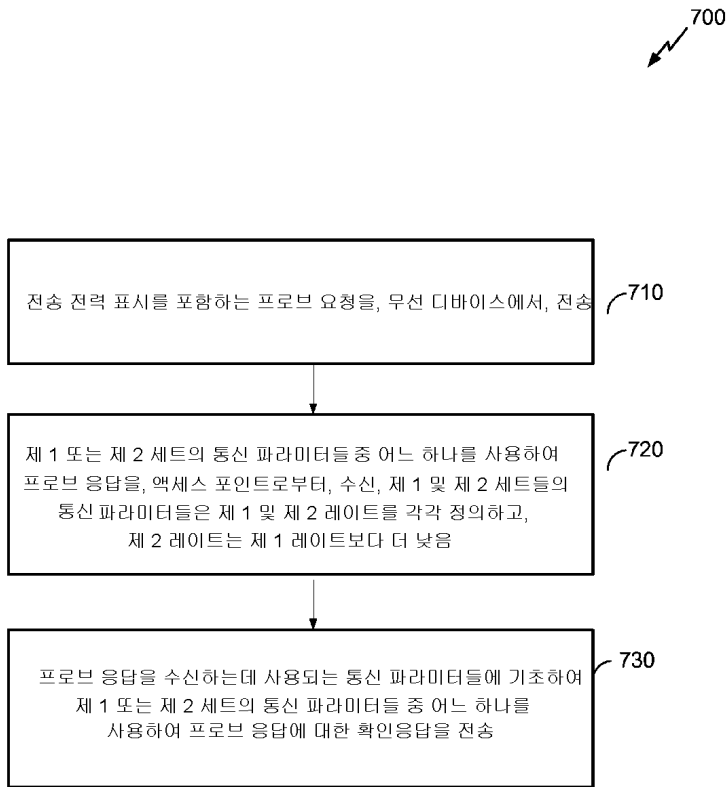 700
전송 전력 표시를 포함하는 프로브 요청을, 무선 디바이스에서, 전송
710
제 1 또는 제 2 세트의 통신 파라미터들 중 어느 하나를 사용하여
프로브 응답을, 액세스 포인트로부터, 수신, 제 1 및 제 2 세트들의
통신 파라미터들은 제 1 및 제 2 레이트를 각각 정의하고,
제 2 레이트는 제 1 레이트보다 더 낮음
720
프로브 응답을 수신하는데 사용되는 통신 파라미터들에 기초하여
제 1 또는 제 2 세트의 통신 파라미터들 중 어느 하나를
사용하여 프로브 응답에 대한 확인응답을 전송
730